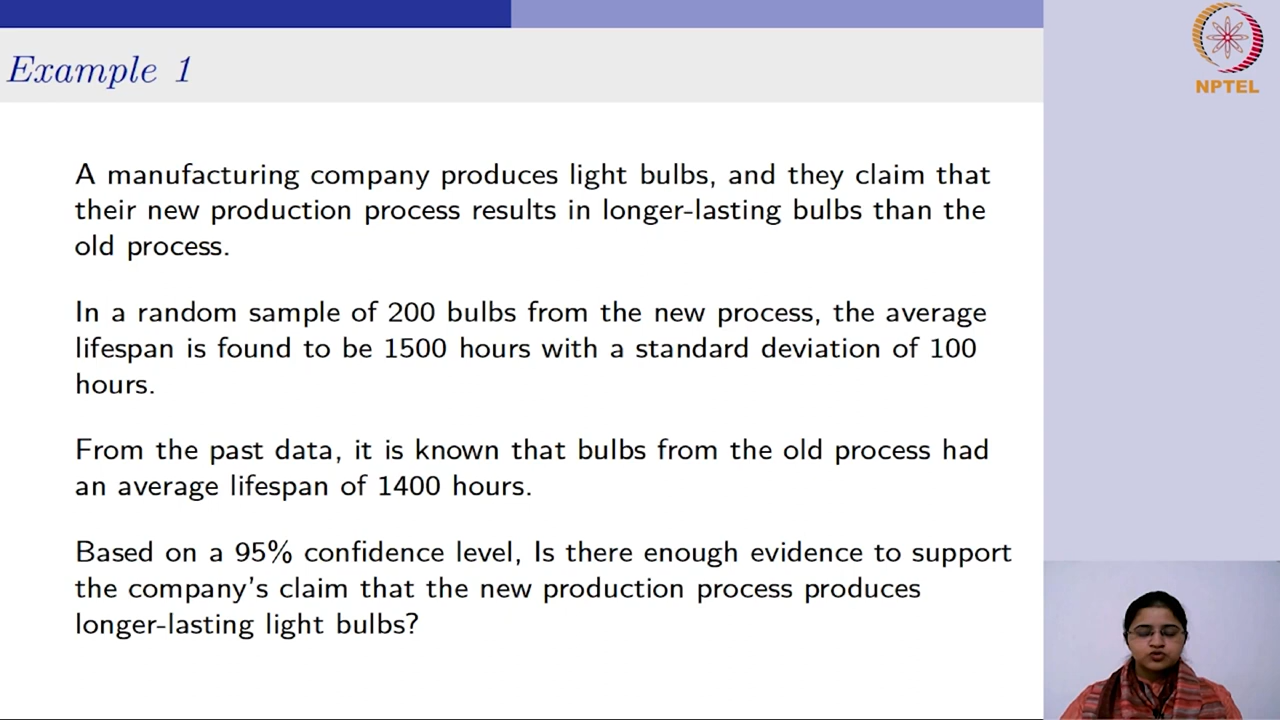 Example 1
NPTEL
A manufacturing company produces light bulbs, and they claim that
their new production process results in longer-lasting bulbs than the
old process.
In a random sample of 200 bulbs from the new process, the average
lifespan is found to be 1500 hours with a standard deviation of 100
hours.
From the past data, it is known that bulbs from the old process had
an average lifespan of 1400 hours.
Based on a 95% confidence level, Is there enough evidence to support
the company's claim that the new production process produces
longer-lasting light bulbs?